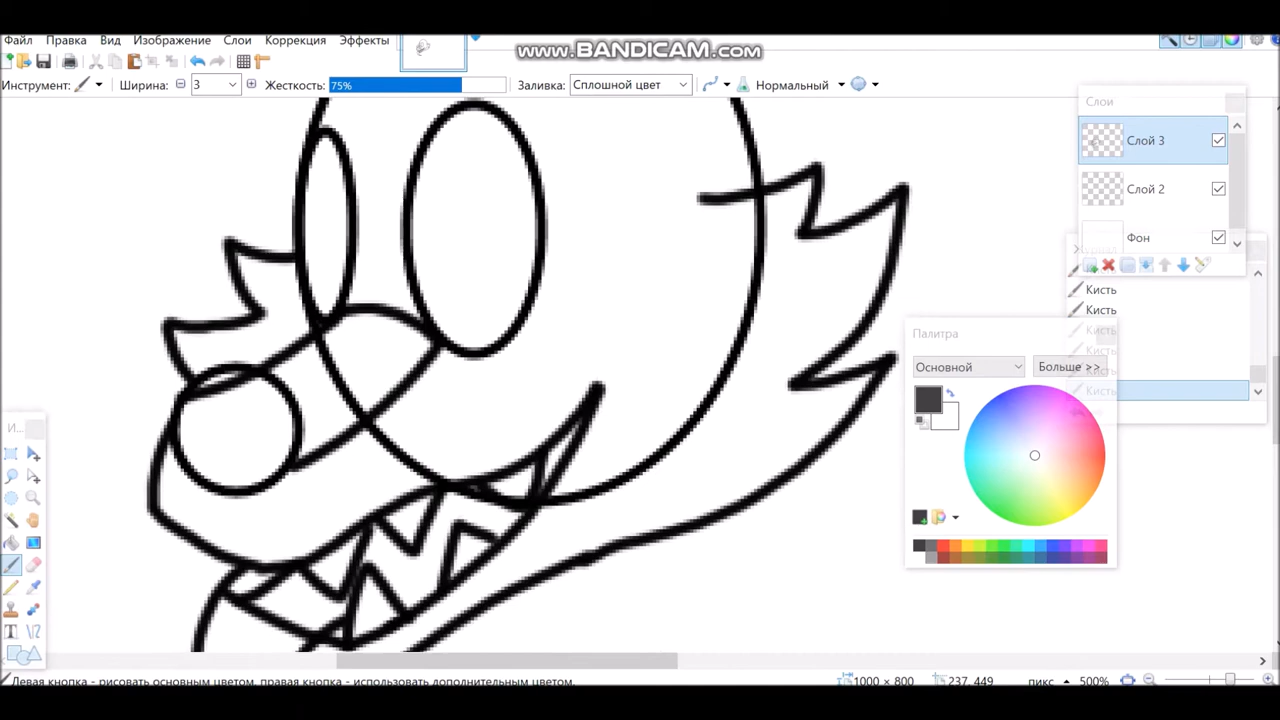 www.BANDICAM.com
Файл Правка Вид Изображение Слои Коррекция Эффекты
Инструмент: Ширина: 3 Жесткость: 75% Заливка: Сплошной цвет Нормальный
Слои
Слой 3
Слой 2
Фон
Кисть
Кисть
Кисть
Палитра
Основной Больше >>
И...
Левая кнопка - рисовать основным цветом, правая кнопка - использовать дополнительным цветом. 1000 × 800 237, 449 пикс 500%